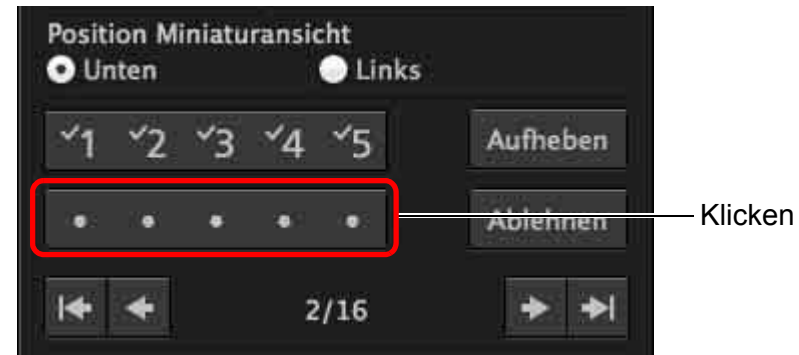 Position Miniaturansicht
Unten Links
1 2 3 4 5 Aufheben
Ablehnen Klicken
2/16